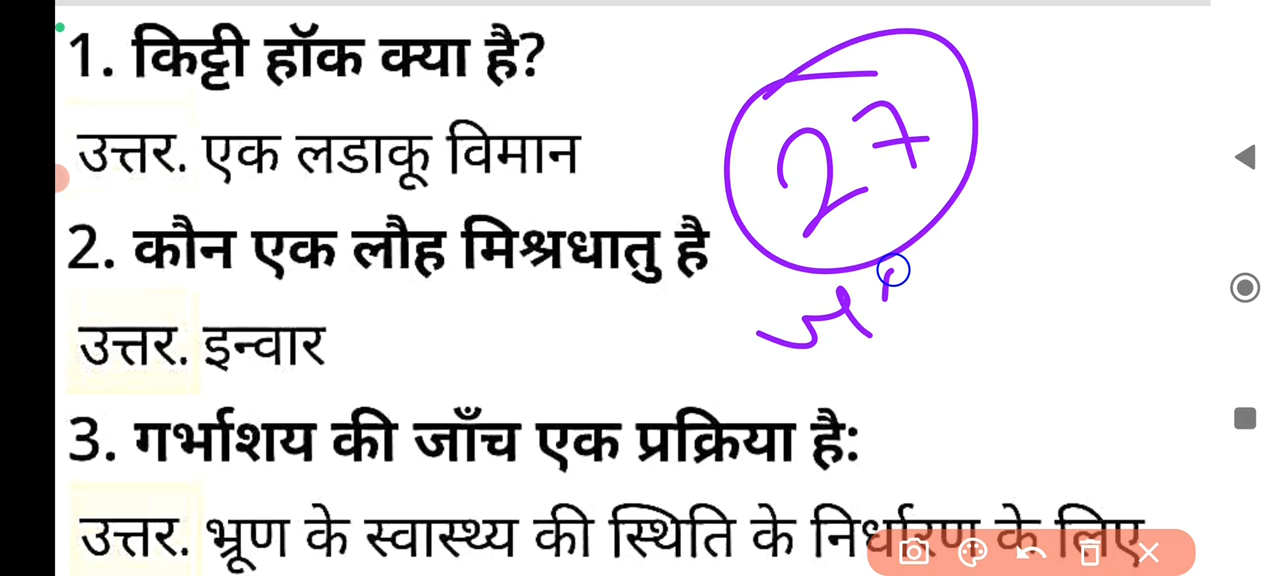 1. किट्टी हॉक क्या है?
उत्तर. एक लडाकू विमान
27
2. कौन एक लौह मिश्रधातु है
उत्तर. इन्वार
3. गर्भाशय की जाँच एक प्रक्रिया है:
उत्तर. भ्रूण के स्वास्थ्य की स्थिति के निर्धारण के लिए